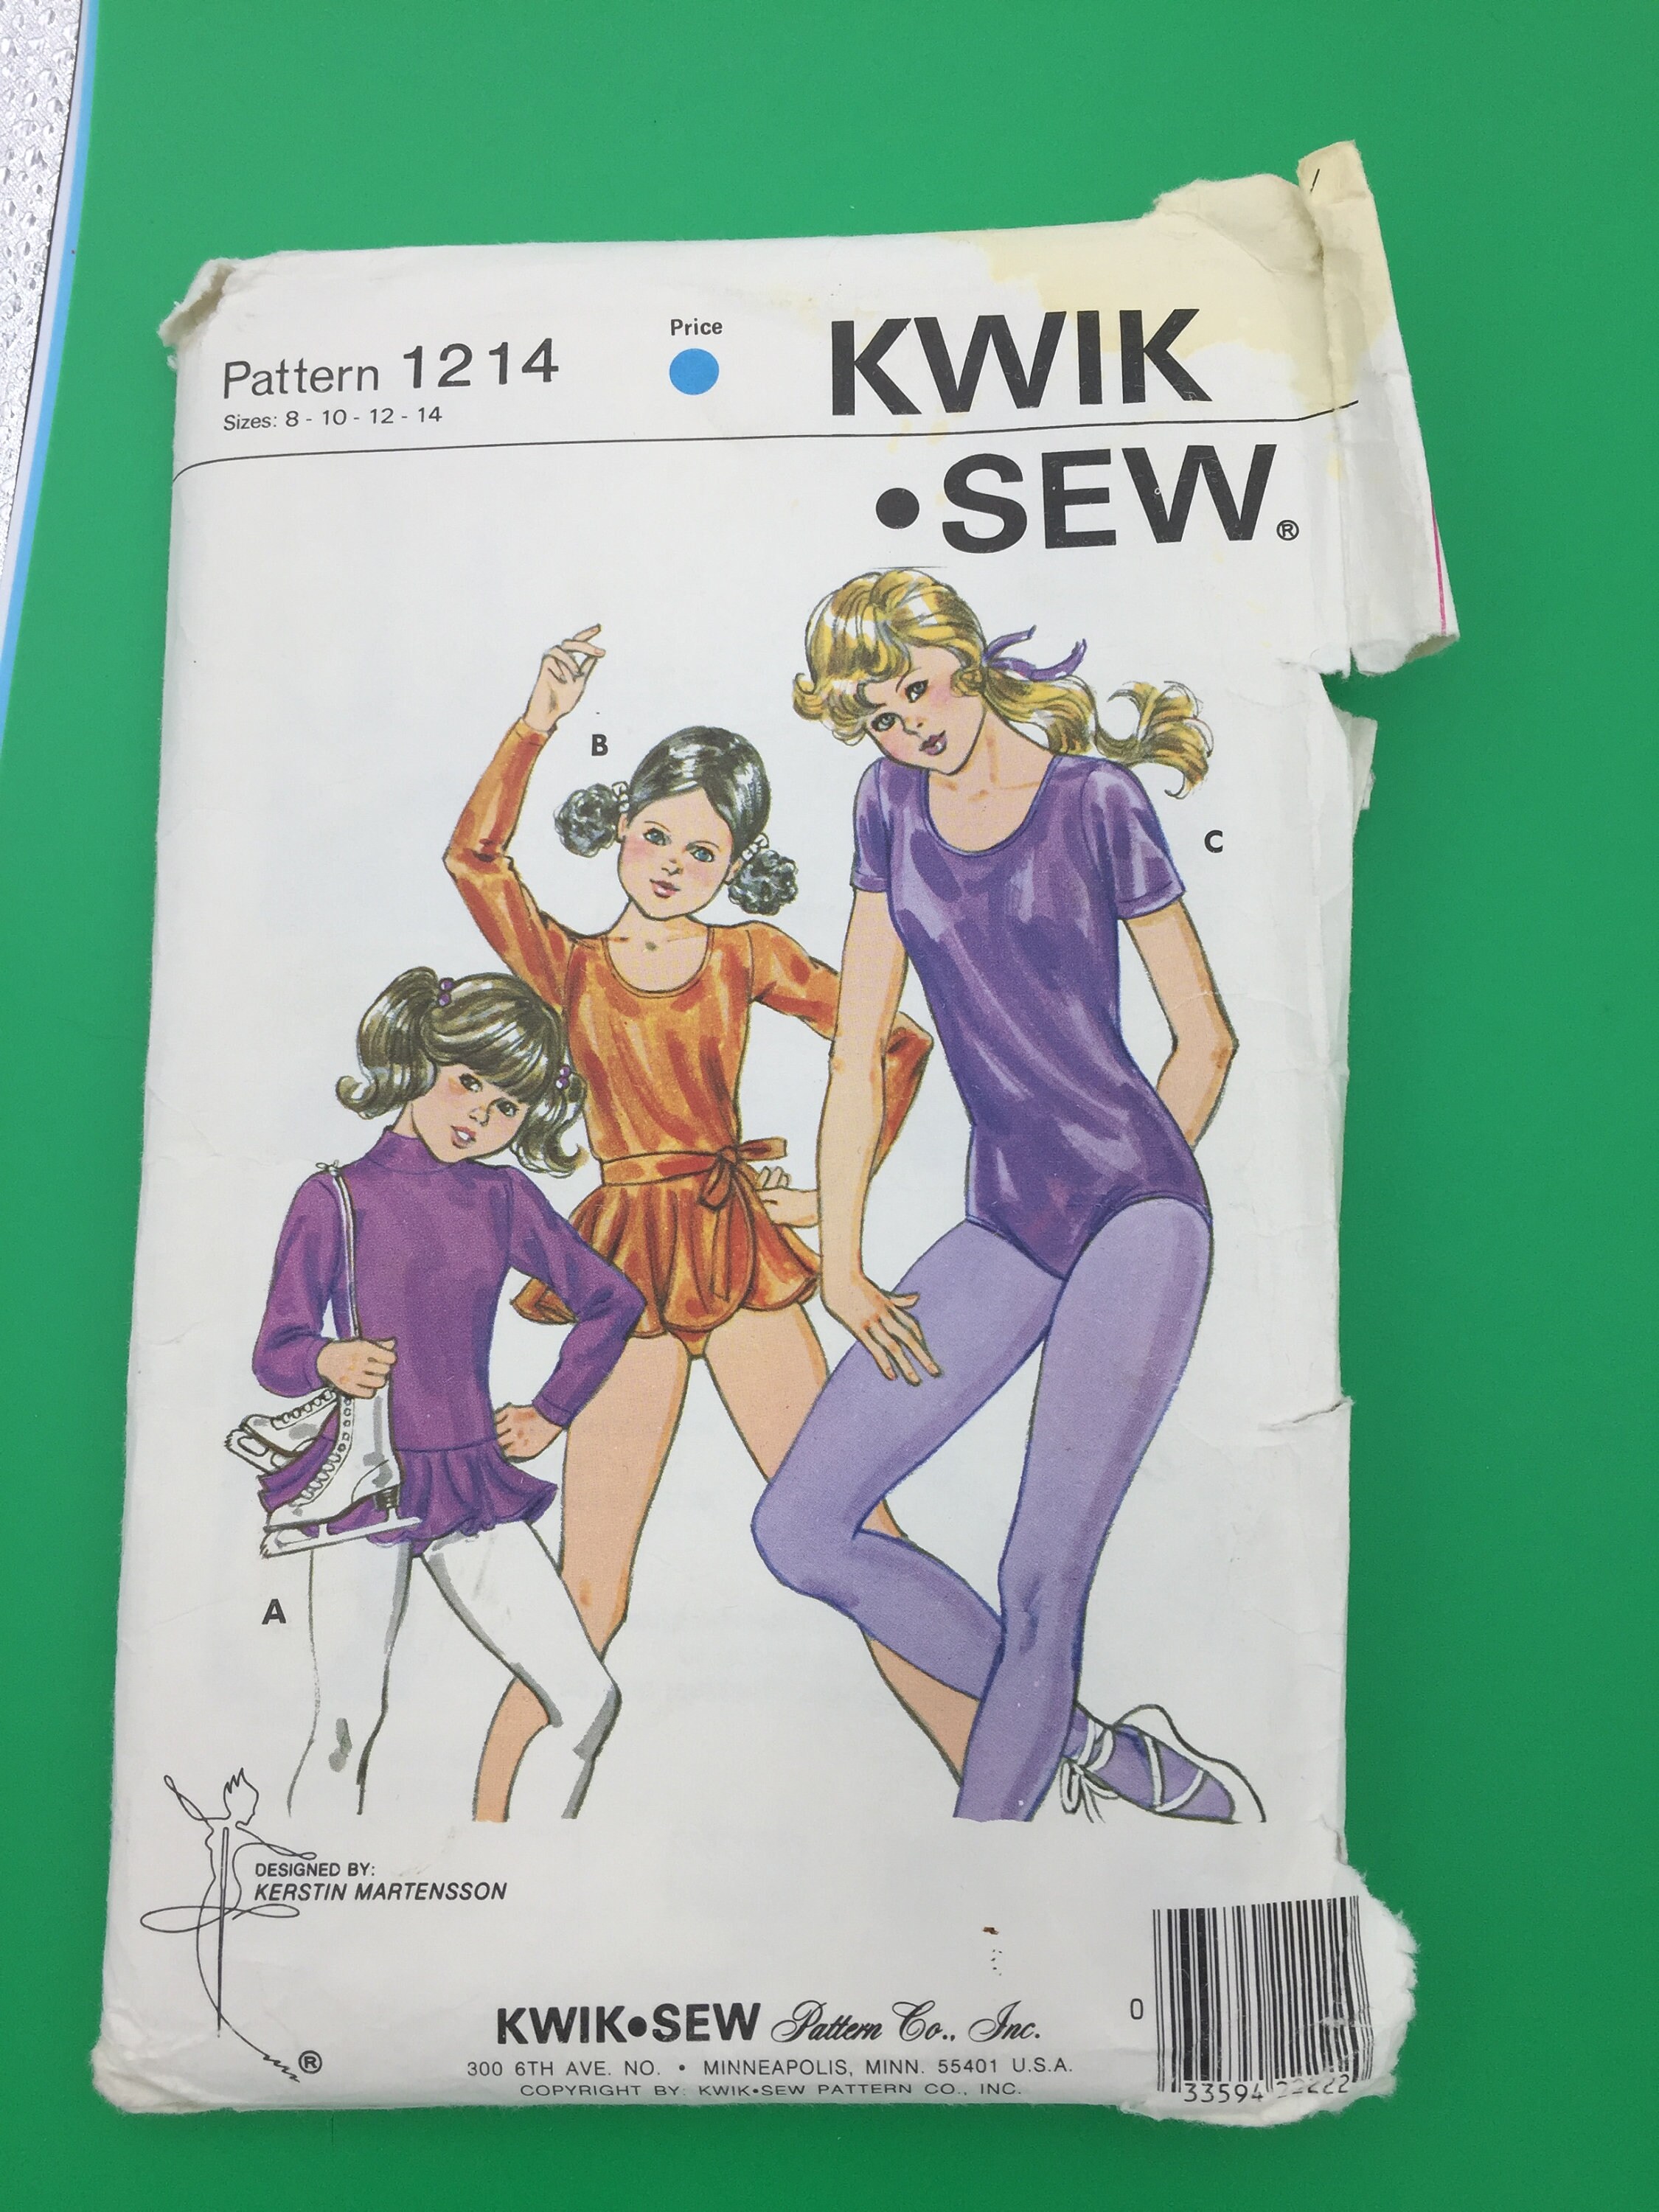 Pattern 1214
Sizes: 8 - 10 - 12 - 14
Price
KWIK
•SEW®
B
C
A
DESIGNED BY:
KERSTIN MARTENSSON
®
KWIK•SEW Pattern Co., Inc.
300 6TH AVE. NO. • MINNEAPOLIS, MINN. 55401 U.S.A.
COPYRIGHT BY: KWIK•SEW PATTERN CO., INC.
0
33594 22222